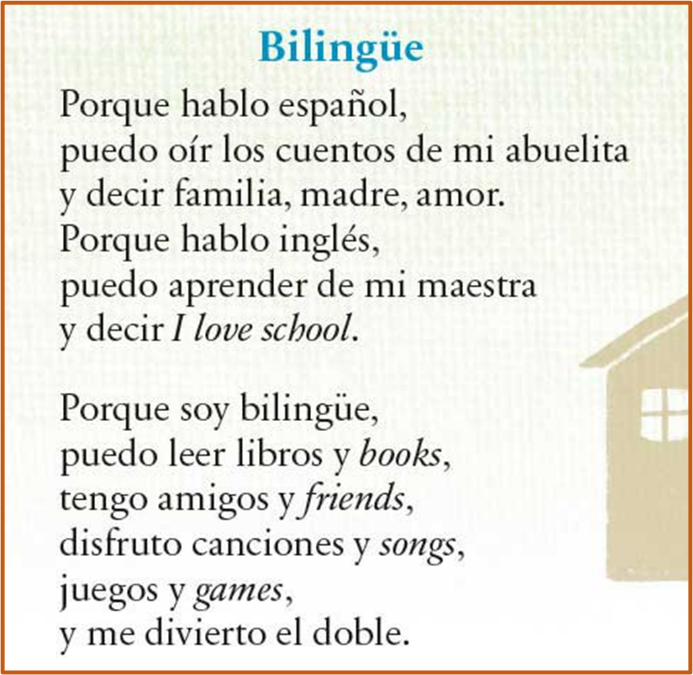 Bilingüe
Porque hablo español,
puedo oír los cuentos de mi abuelita
y decir familia, madre, amor.
Porque hablo inglés,
puedo aprender de mi maestra
y decir I love school.
Porque soy bilingüe,
puedo leer libros y books,
tengo amigos y friends,
disfruto canciones y songs,
juegos y games,
y me divierto el doble.